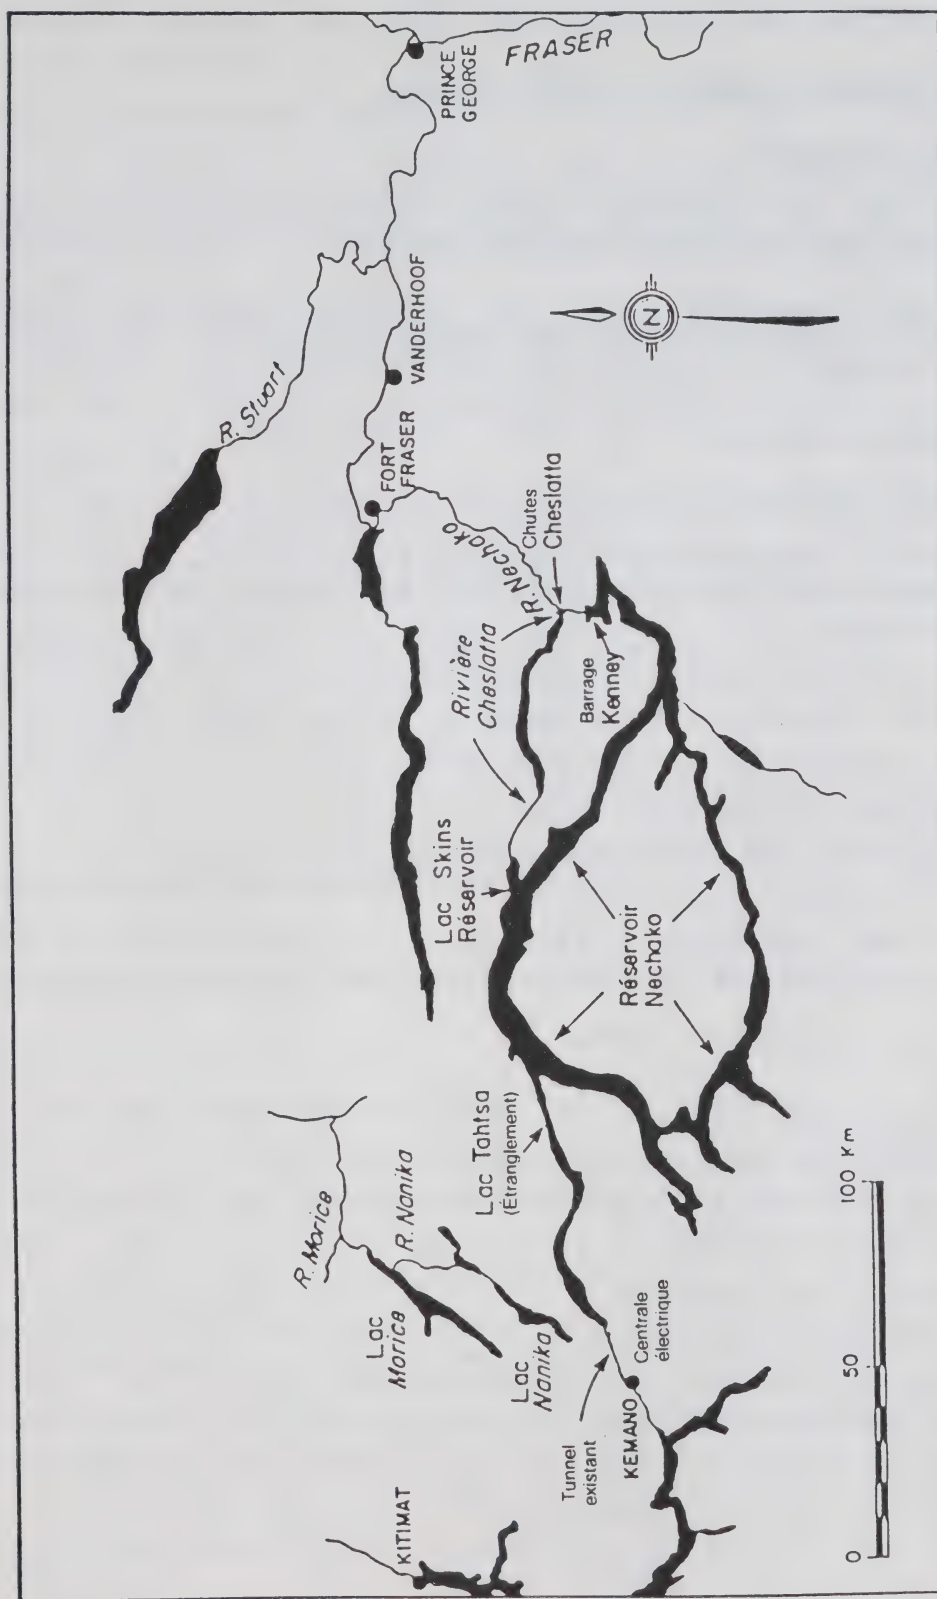 FRASER
PRINCE
GEORGE
R. Stuart
VANDERHOOF
FORT
FRASER
N
R. Nechako
Chutes
Cheslatta
Rivière
Cheslatta
Barrage
Kenney
Lac Skins
Réservoir
Réservoir
Nechako
Lac Tahtsa
(Étranglement)
R. Morice
R. Nanika
Lac
Morice
Lac
Nanika
Centrale
électrique
Tunnel
existant
KEMANO
KITIMAT
0
50
100 Km